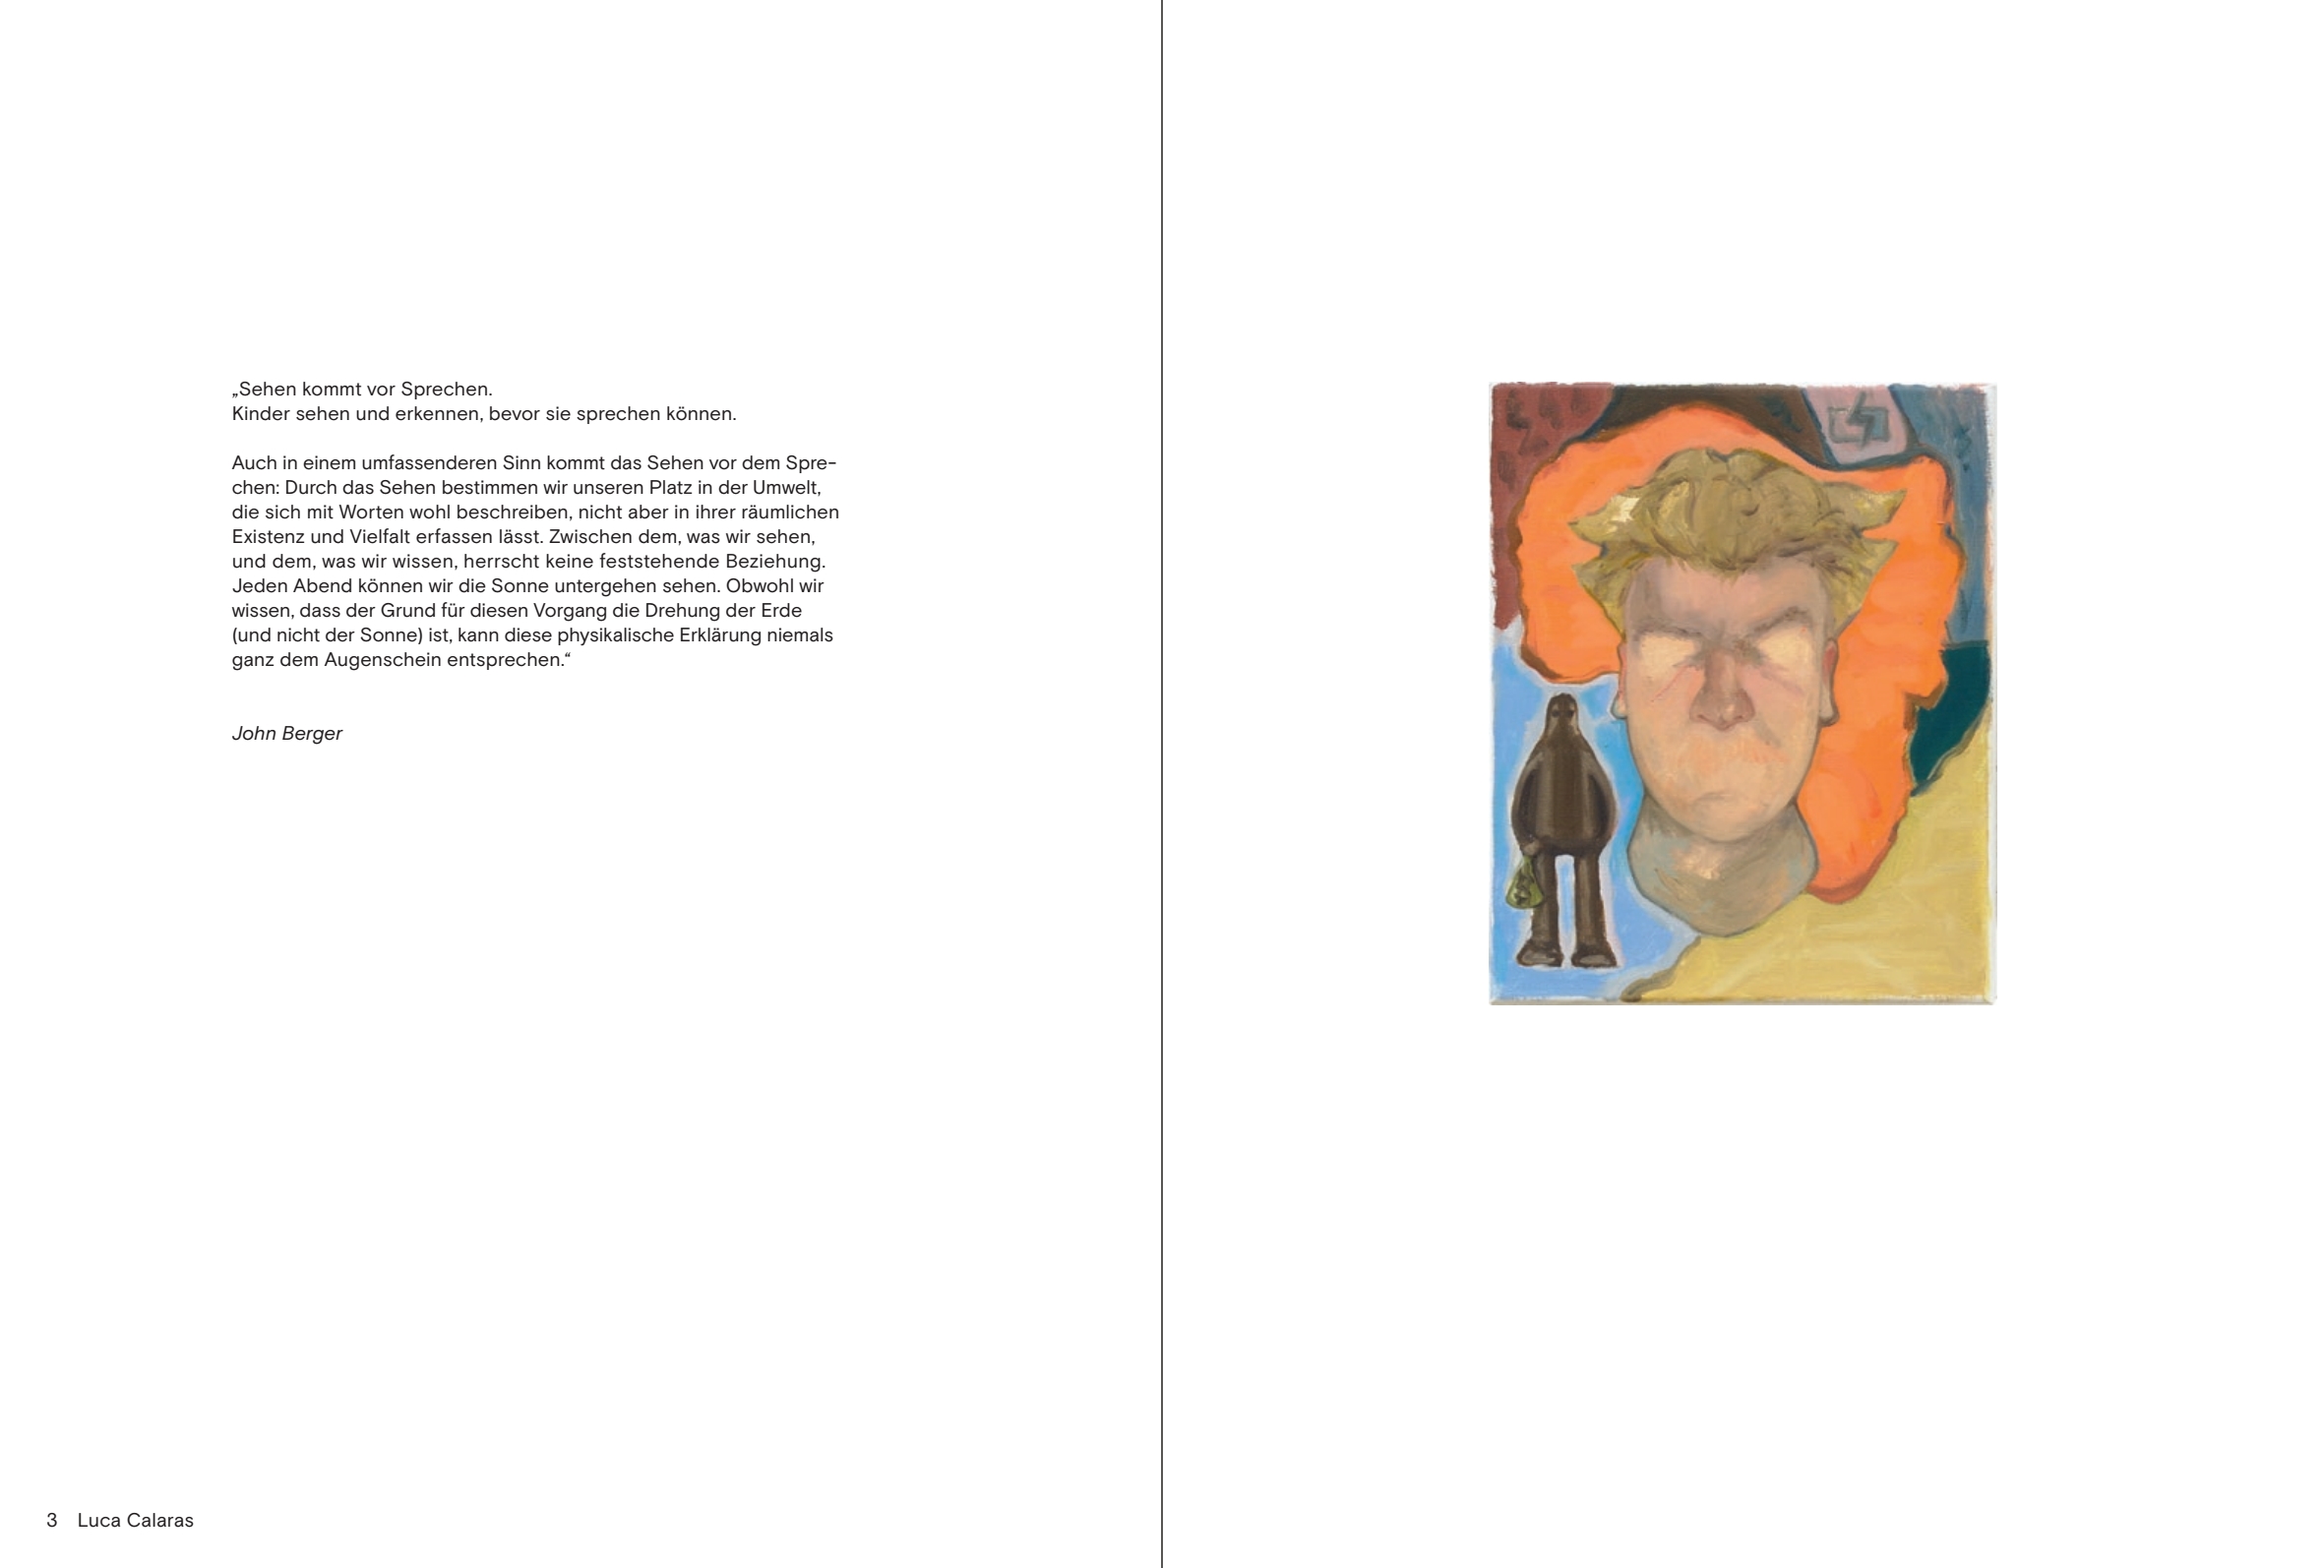 „Sehen kommt vor Sprechen.
Kinder sehen und erkennen, bevor sie sprechen können.
Auch in einem umfassenderen Sinn kommt das Sehen vor dem Spre-
chen: Durch das Sehen bestimmen wir unseren Platz in der Umwelt,
die sich mit Worten wohl beschreiben, nicht aber in ihrer räumlichen
Existenz und Vielfalt erfassen lässt. Zwischen dem, was wir sehen,
und dem, was wir wissen, herrscht keine feststehende Beziehung.
Jeden Abend können wir die Sonne untergehen sehen. Obwohl wir
wissen, dass der Grund für diesen Vorgang die Drehung der Erde
(und nicht der Sonne) ist, kann diese physikalische Erklärung niemals
ganz dem Augenschein entsprechen.“
John Berger
3 Luca Calaras